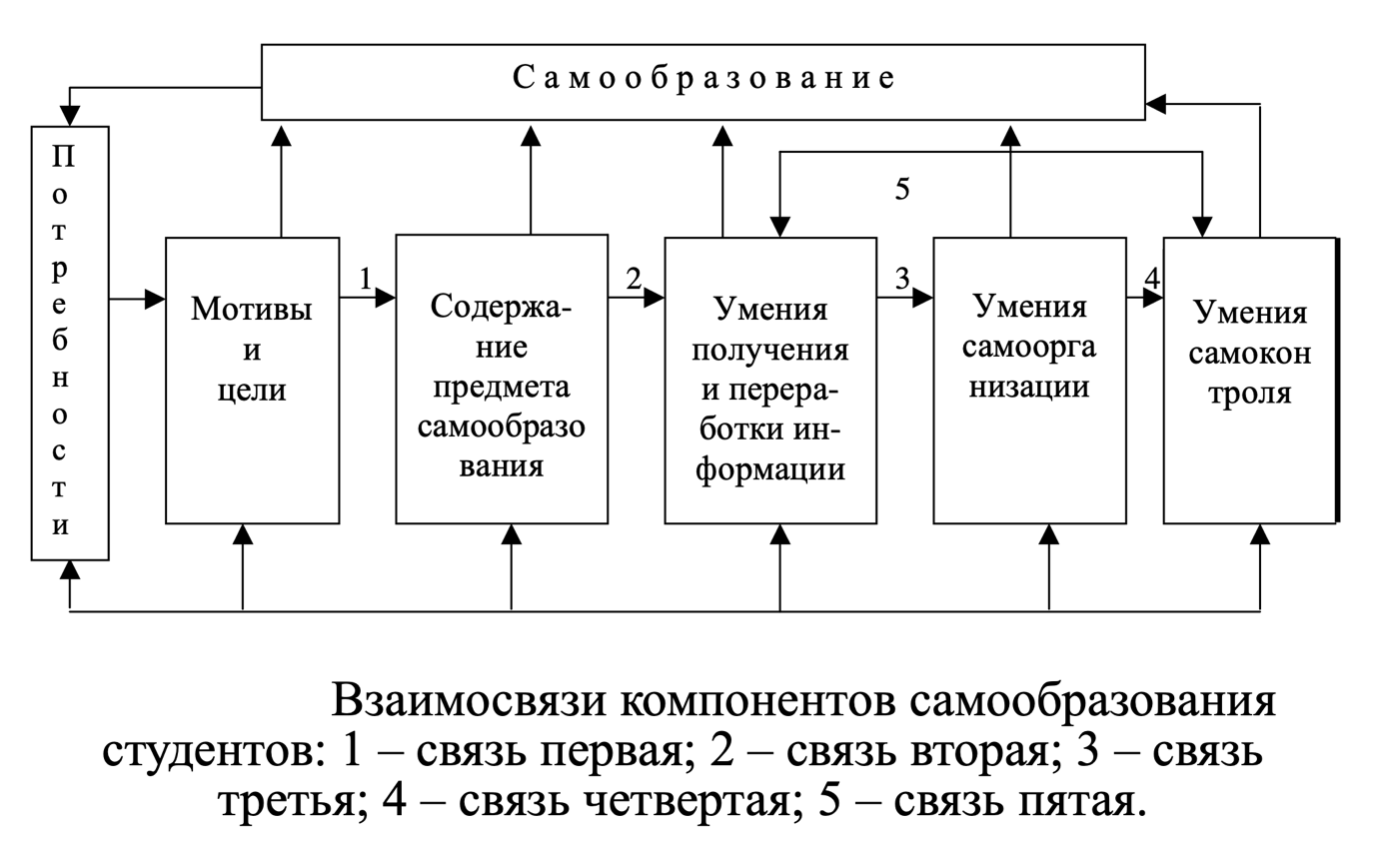 С а м о о б р а з о в а н и е
П
о
т
р
е
б
н
о
с
т
и
5
1
2
3
4
Мотивы
и
цели
Содержа-
ние
предмета
самообразо
вания
Умения
получения
и перера-
ботки ин-
формации
Умения
самоорга
низации
Умения
самокон
троля
Взаимосвязи компонентов самообразования
студентов: 1 – связь первая; 2 – связь вторая; 3 – связь
третья; 4 – связь четвертая; 5 – связь пятая.